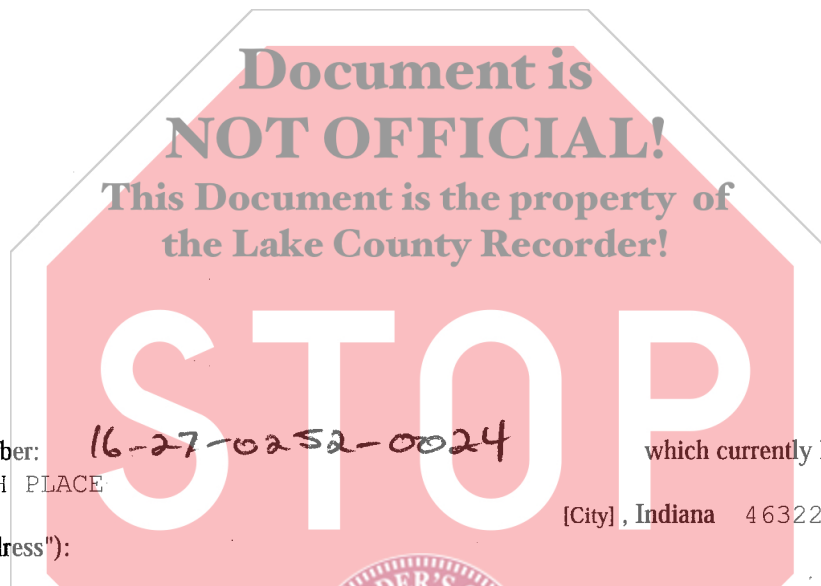 Document is
NOT OFFICIAL!
This Document is the property of
the Lake County Recorder!
STOP
ber: 16-27-0252-0024 which currently
H PLACE
[City] , Indiana 46322
dress"):
DER'S